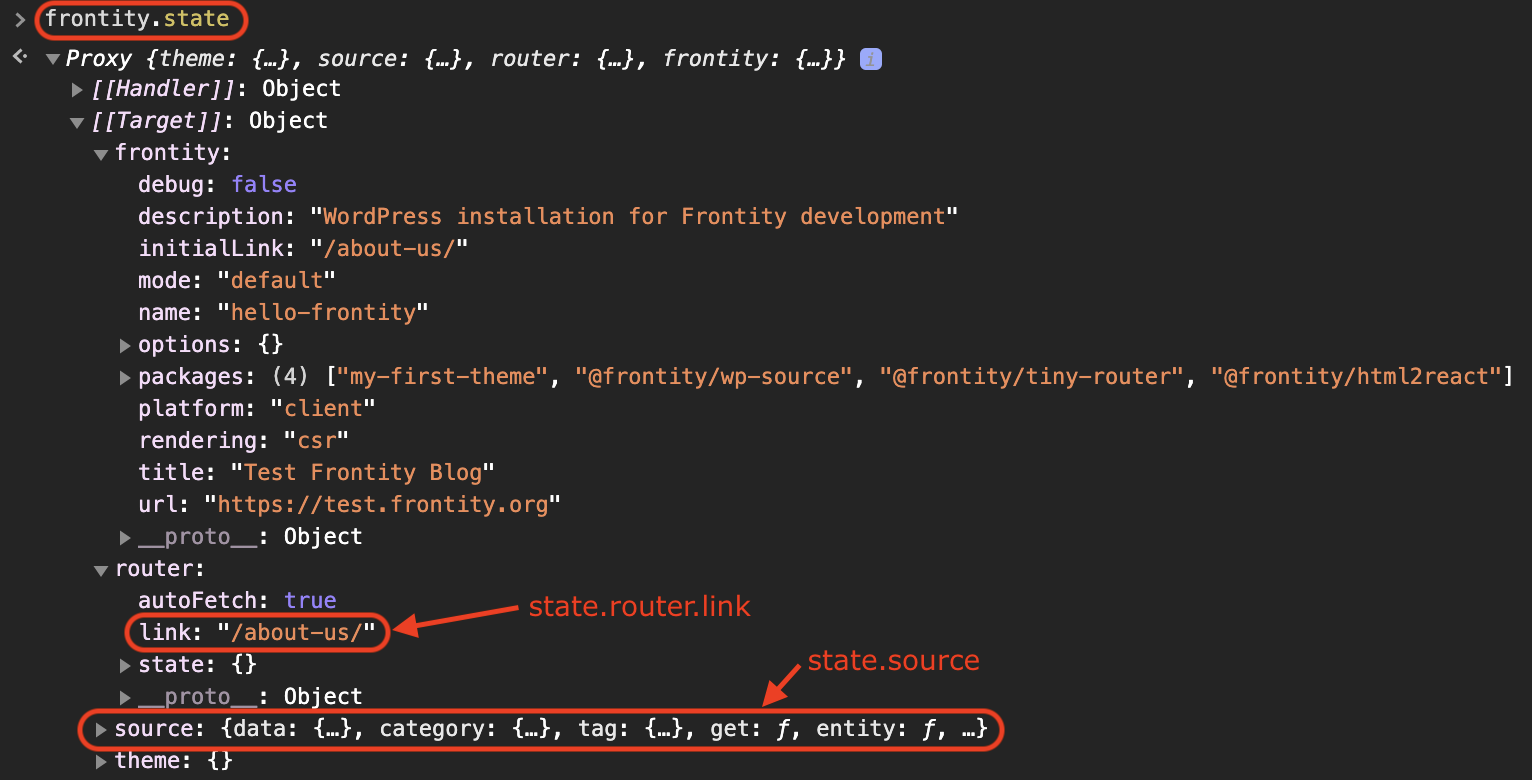 frontity.state
Proxy {theme: {…}, source: {…}, router: {…}, frontity: {…}} i
[[Handler]]: Object
[[Target]]: Object
frontity:
debug: false
description: "WordPress installation for Frontity development"
initialLink: "/about-us/"
mode: "default"
name: "hello-frontity"
options: {}
packages: (4) ["my-first-theme", "@frontity/wp-source", "@frontity/tiny-router", "@frontity/html2react"]
platform: "client"
rendering: "csr"
title: "Test Frontity Blog"
url: "https://test.frontity.org"
__proto__: Object
router:
autoFetch: true
state.router.link
link: "/about-us/"
state.source
state: {}
__proto__: Object
source: {data: {…}, category: {…}, tag: {…}, get: ƒ, entity: ƒ, …}
theme: {}